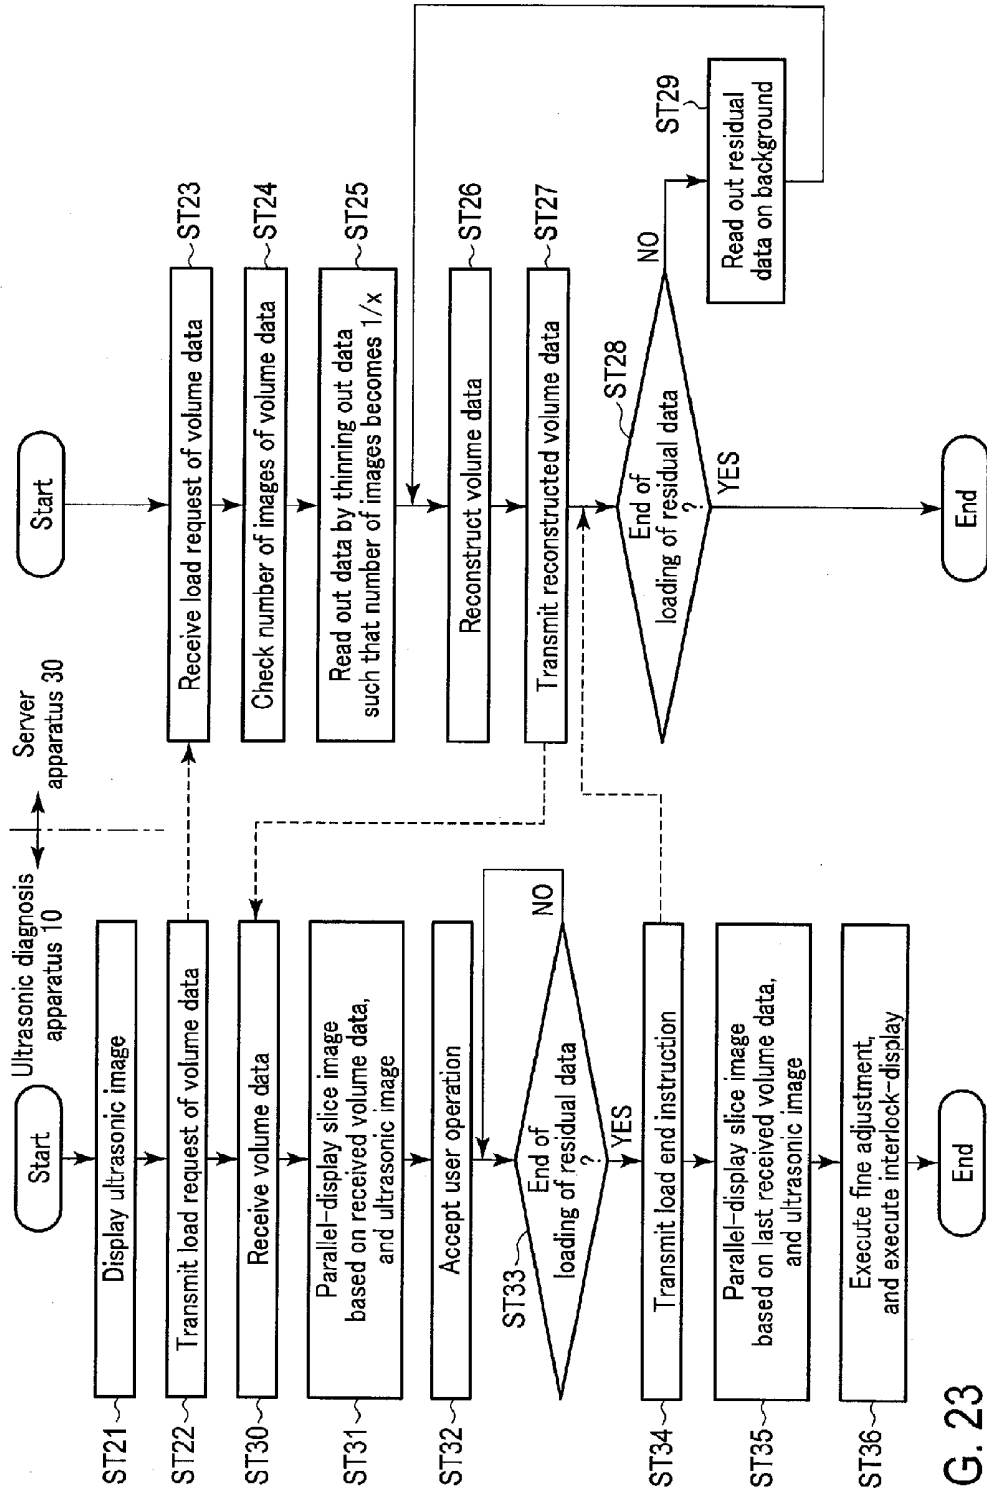 Ultrasonic diagnosis
apparatus 10
Server
apparatus 30
Start
ST21
Display ultrasonic image
ST22
Transmit load request of volume data
ST30
Receive volume data
ST31
Parallel-display slice image
based on received volume data,
and ultrasonic image
ST32
Accept user operation
ST33
End of
loading of residual data
?
NO
YES
ST34
Transmit load end instruction
ST35
Parallel-display slice image
based on last received volume data,
and ultrasonic image
ST36
Execute fine adjustment,
and execute interlock-display
End
Start
Receive load request of volume data
ST23
Check number of images of volume data
ST24
Read out data by thinning out data
such that number of images becomes 1/x
ST25
Reconstruct volume data
ST26
Transmit reconstructed volume data
ST27
ST28
End of
loading of residual data
?
NO
YES
ST29
Read out residual
data on background
End
G. 23